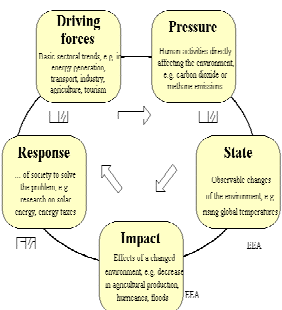 Driving
forces
Basic sectoral trends, e.g. in
energy generation,
transport, industry,
agriculture, tourism
Pressure
Human activities directly
affecting the environment,
e.g. carbon dioxide or
methane emissions
Response
... of society to solve
the problem, e.g.
research on solar
energy, energy taxes
State
Observable changes
of the environment, e.g.
rising global temperatures
Impact
Effects of a changed
environment, e.g. decrease
in agricultural production,
hurricanes, floods
EEA
EEA